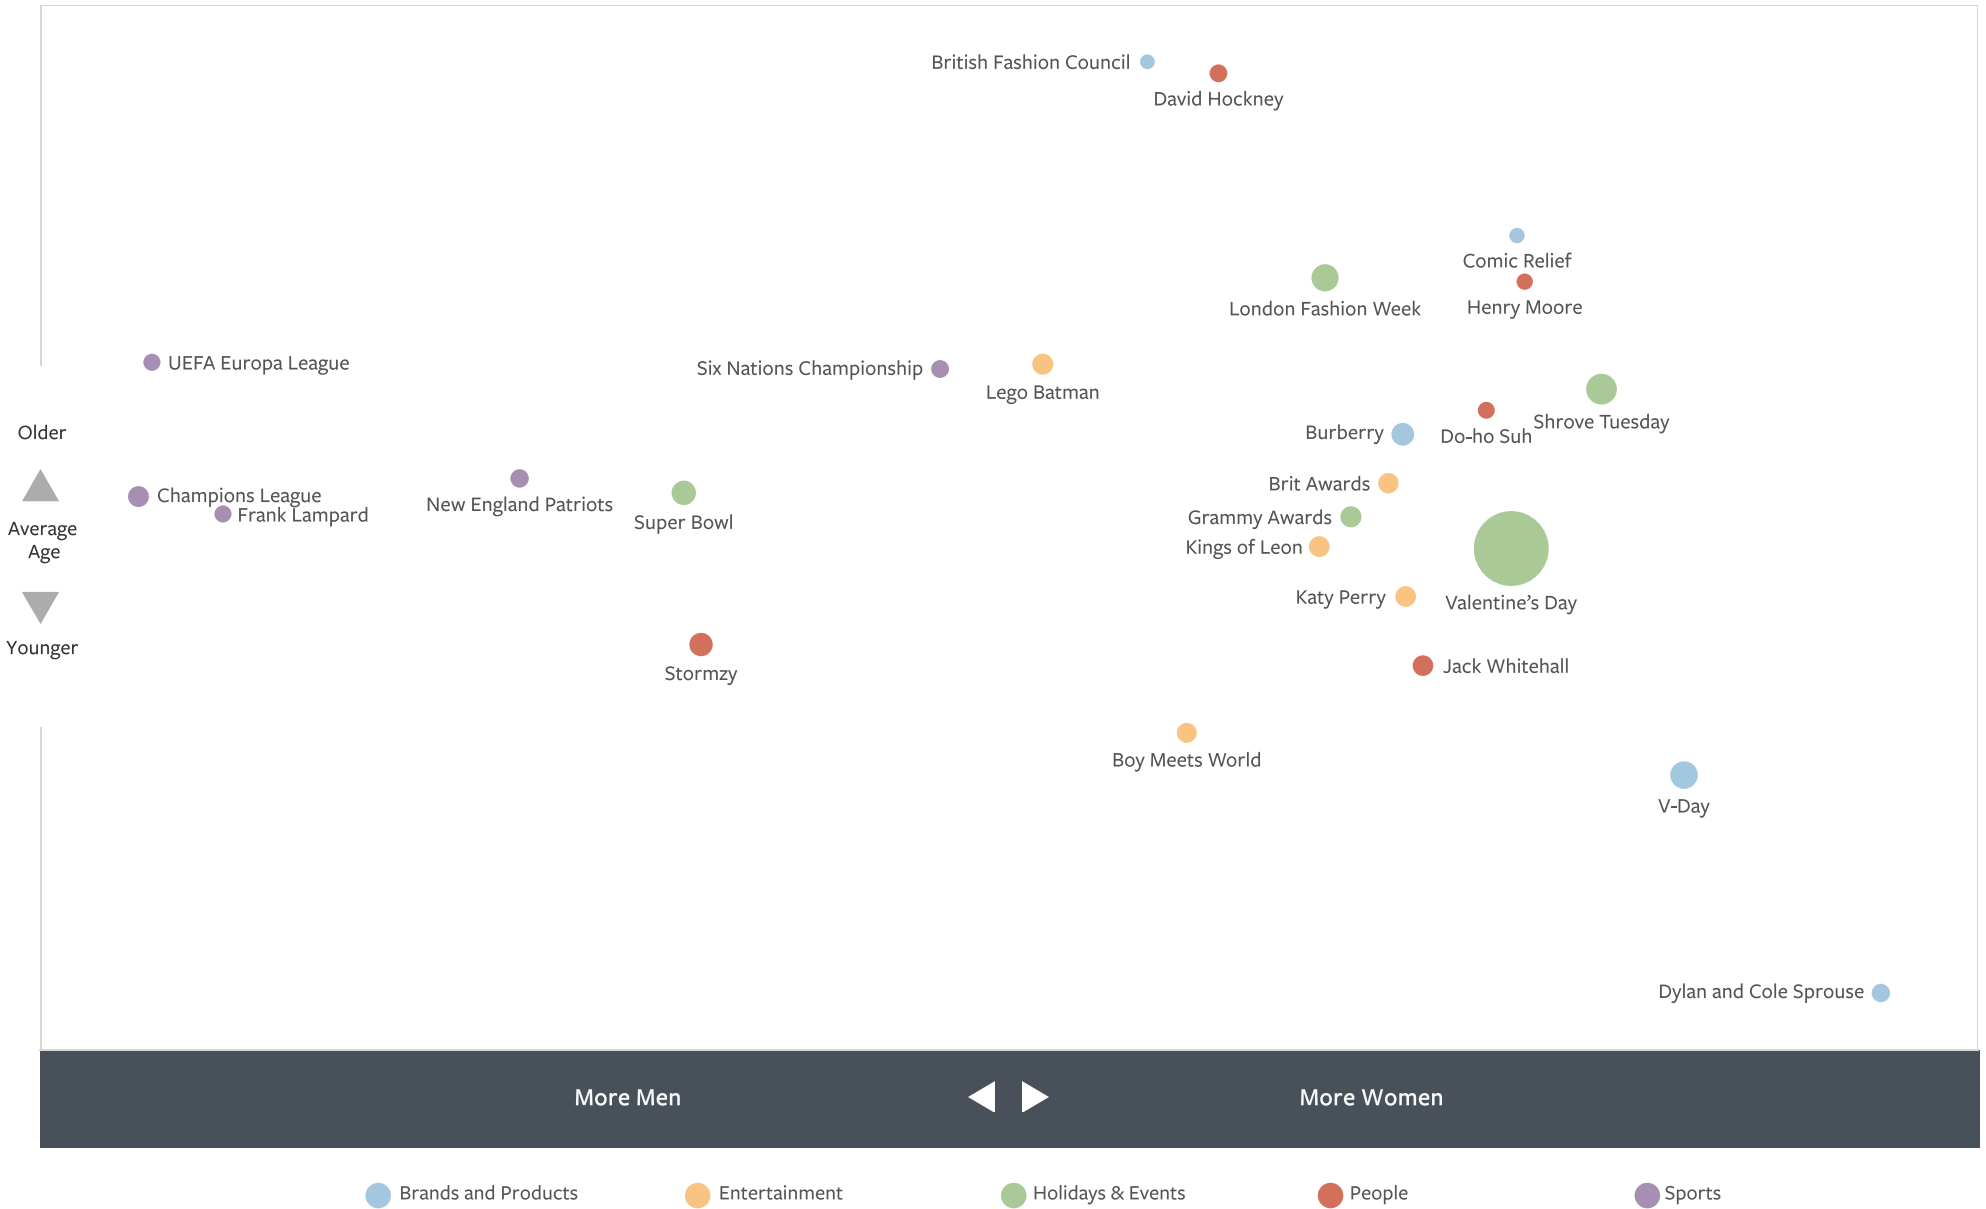 British Fashion Council
David Hockney
Comic Relief
London Fashion Week
Henry Moore
UEFA Europa League
Six Nations Championship
Lego Batman
Shrove Tuesday
Older
Burberry
Do-ho Suh
Brit Awards
Champions League
New England Patriots
Frank Lampard
Super Bowl
Grammy Awards
Average
Age
Kings of Leon
Katy Perry
Valentine’s Day
Younger
Stormzy
Jack Whitehall
Boy Meets World
V-Day
Dylan and Cole Sprouse
More Men
More Women
Brands and Products
Entertainment
Holidays & Events
People
Sports